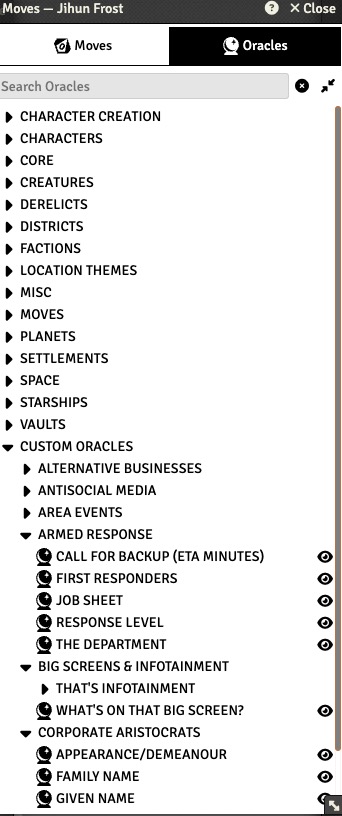 Moves — Jihun Frost ? Close
Moves Oracles
Search Oracles
CHARACTER CREATION
CHARACTERS
CORE
CREATURES
DERELICTS
DISTRICTS
FACTIONS
LOCATION THEMES
MISC
MOVES
PLANETS
SETTLEMENTS
SPACE
STARSHIPS
VAULTS
CUSTOM ORACLES
ALTERNATIVE BUSINESSES
ANTISOCIAL MEDIA
AREA EVENTS
ARMED RESPONSE
CALL FOR BACKUP (ETA MINUTES)
FIRST RESPONDERS
JOB SHEET
RESPONSE LEVEL
THE DEPARTMENT
BIG SCREENS & INFOTAINMENT
THAT'S INFOTAINMENT
WHAT'S ON THAT BIG SCREEN?
CORPORATE ARISTOCRATS
APPEARANCE/DEMEANOUR
FAMILY NAME
GIVEN NAME